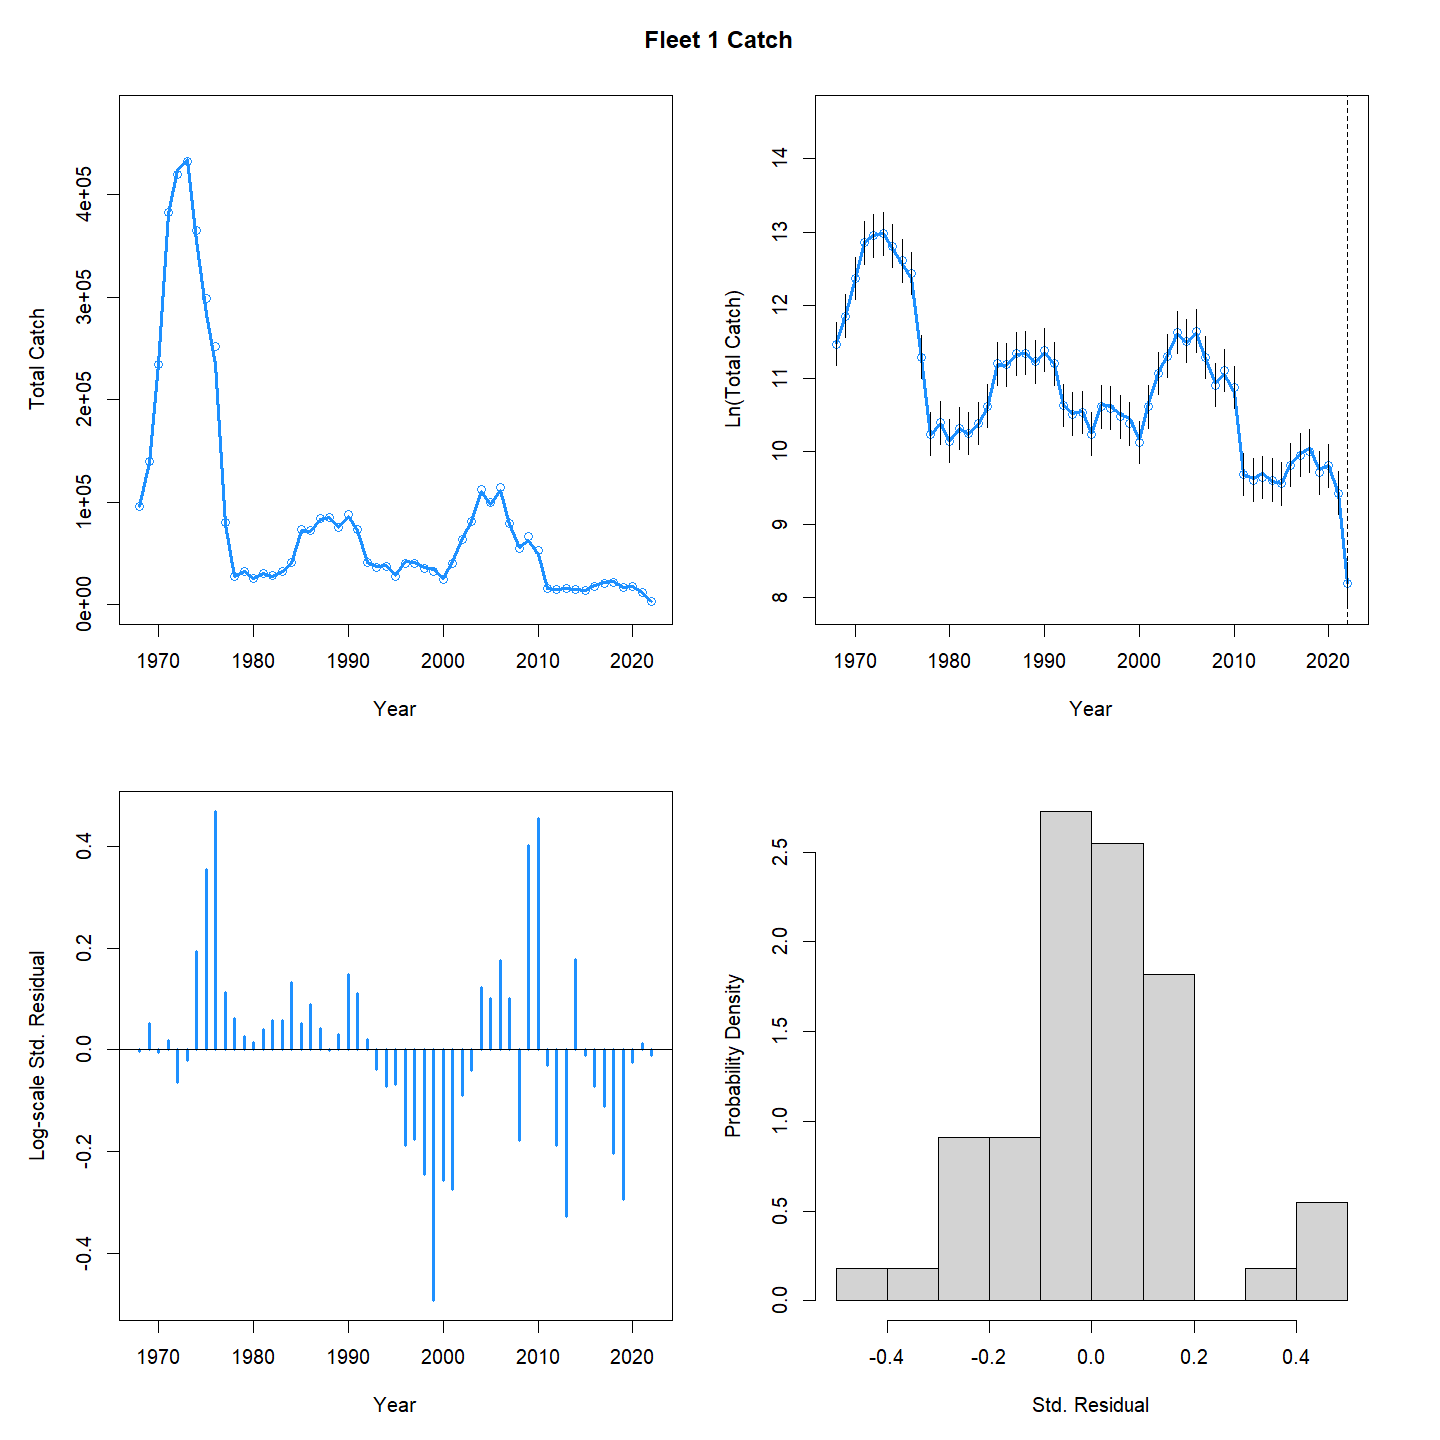 Fleet 1 Catch
Total Catch
4e+05
3e+05
2e+05
1e+05
0e+00
1970 1980 1990 2000 2010 2020
Year
Ln(Total Catch)
14
13
12
11
10
9
8
1970 1980 1990 2000 2010 2020
Year
Log-scale Std. Residual
0.4
0.2
0.0
-0.2
-0.4
1970 1980 1990 2000 2010 2020
Year
Probability Density
2.5
2.0
1.5
1.0
0.5
0.0
-0.4 -0.2 0.0 0.2 0.4
Std. Residual